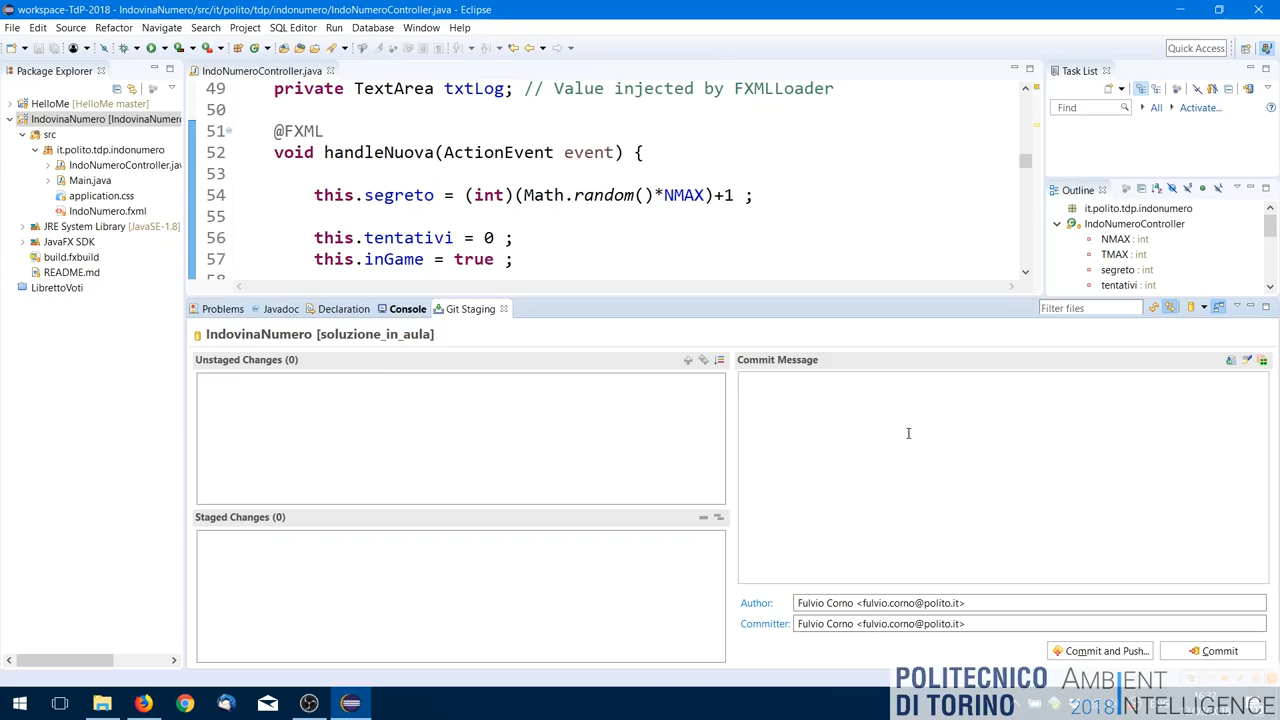 workspace-TdP-2018 - IndovinaNumero/src/it/polito/tdp/indonumero/IndoNumeroController.java - Eclipse
File Edit Source Refactor Navigate Search Project SQL Editor Run Database Window Help
Quick Access
Package Explorer
HelloMe [HelloMe master]
IndovinaNumero [IndovinaNumero
src
it.polito.tdp.indonumero
IndoNumeroController.jav
Main.java
application.css
IndoNumero.fxml
JRE System Library [JavaSE-1.8]
JavaFX SDK
build.fxbuild
README.md
LibrettoVoti
IndoNumeroController.java
49 private TextArea txtLog; // Value injected by FXMLLoader
50
51 @FXML
52 void handleNuova(ActionEvent event) {
53
54 this.segreto = (int)(Math.random()*NMAX)+1 ;
55
56 this.tentativi = 0 ;
57 this.inGame = true ;
58
Task List
Find All Activate...
Outline
it.polito.tdp.indonumero
IndoNumeroController
NMAX : int
TMAX : int
segreto : int
tentativi : int
Problems Javadoc Declaration Console Git Staging
Filter files
IndovinaNumero [soluzione_in_aula]
Unstaged Changes (0)
Staged Changes (0)
Commit Message
Author: Fulvio Corno <fulvio.corno@polito.it>
Committer: Fulvio Corno <fulvio.corno@polito.it>
Commit and Push... Commit
POLITECNICO
DI TORINO
AMBIENT
2018 INTELLIGENCE